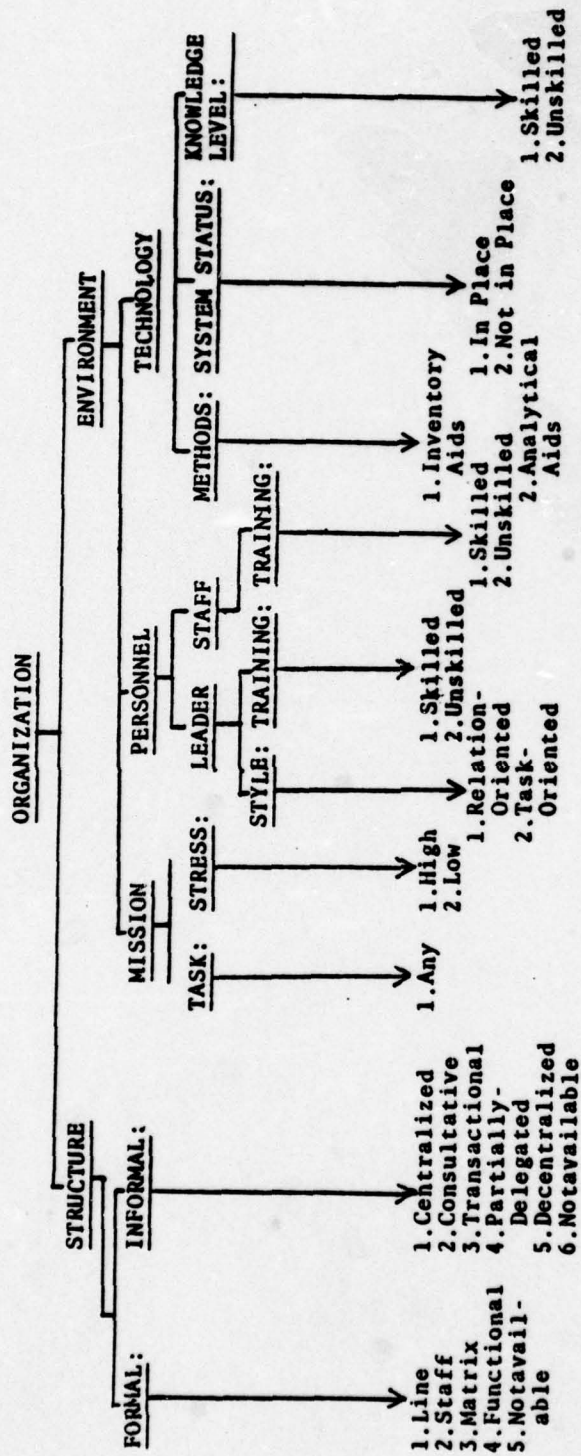 ORGANIZATION
STRUCTURE
ENVIRONMENT
FORMAL:
INFORMAL:
MISSION
PERSONNEL
TECHNOLOGY
TASK:
STRESS:
LEADER
STAFF
STYLE:
TRAINING:
TRAINING:
METHODS:
SYSTEM STATUS:
KNOWLEDGE
LEVEL:
1.Line
2.Staff
3.Matrix
4.Functional
5.Notavail-
able
1.Centralized
2.Consultative
3.Transactional
4.Partially-
Delegated
5.Decentralized
6.Notavailable
1.Any
1.High
2.Low
1.Relation-
Oriented
2.Task-
Oriented
1.Skilled
2.Unskilled
1.Skilled
2.Unskilled
1.Inventory
Aids
2.Analytical
Aids
1.In Place
2.Not in Place
1.Skilled
2.Unskilled